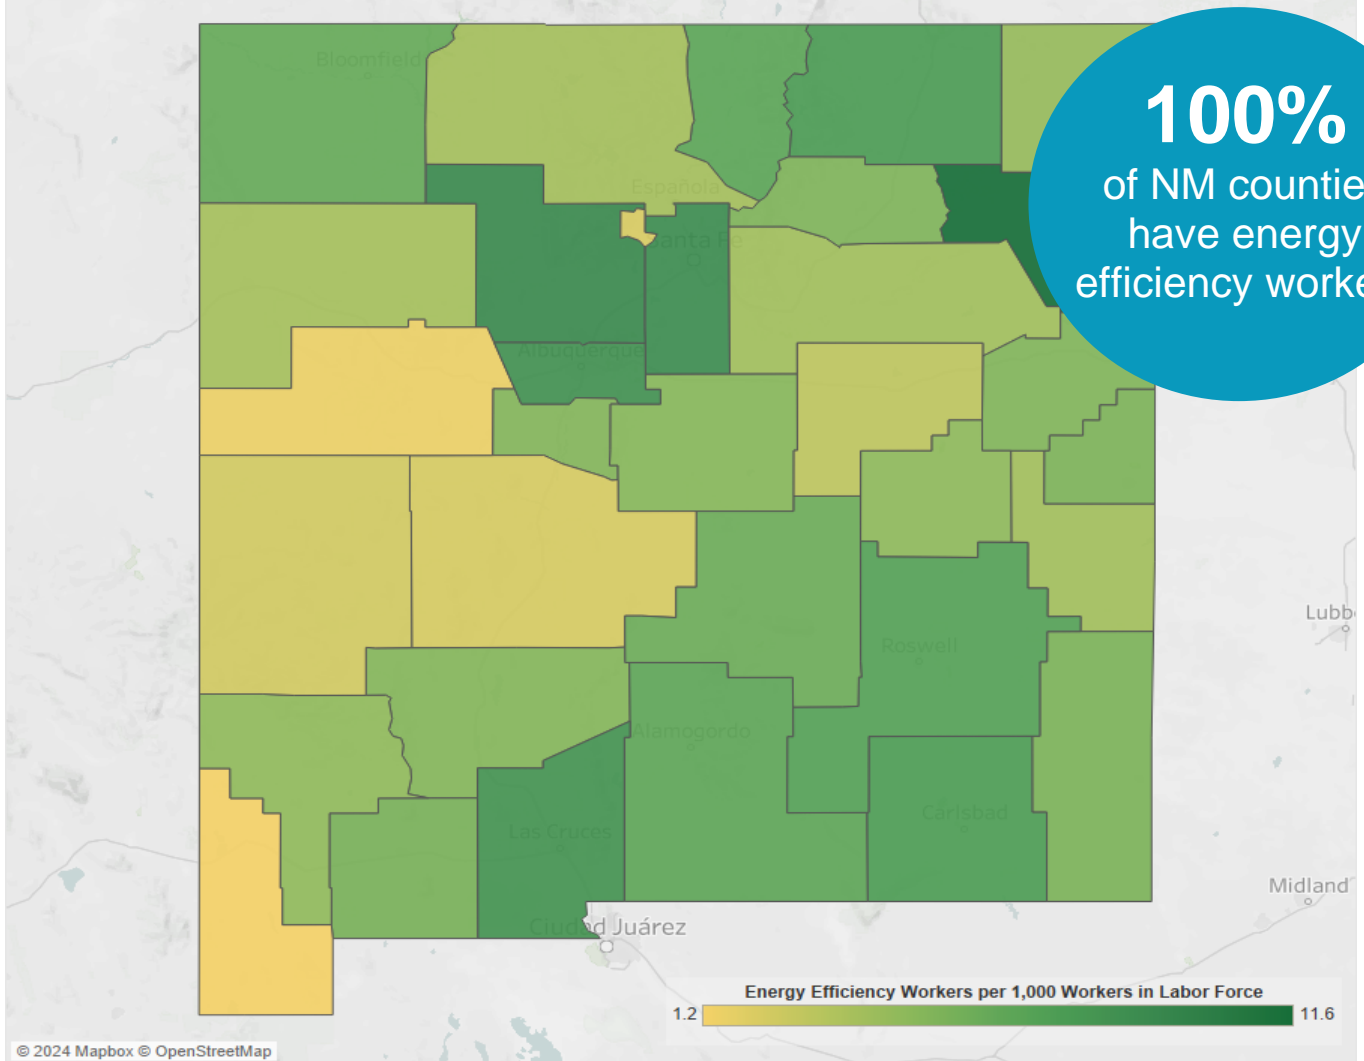 Bloomfield
100%
of NM countie
have energy
efficiency worke
Española
Santa Fe
Albuquerque
Lubb
Roswell
Alamogordo
Carlsbad
Las Cruces
Midland
Ciudad Juárez
Energy Efficiency Workers per 1,000 Workers in Labor Force
1.2 11.6
© 2024 Mapbox © OpenStreetMap